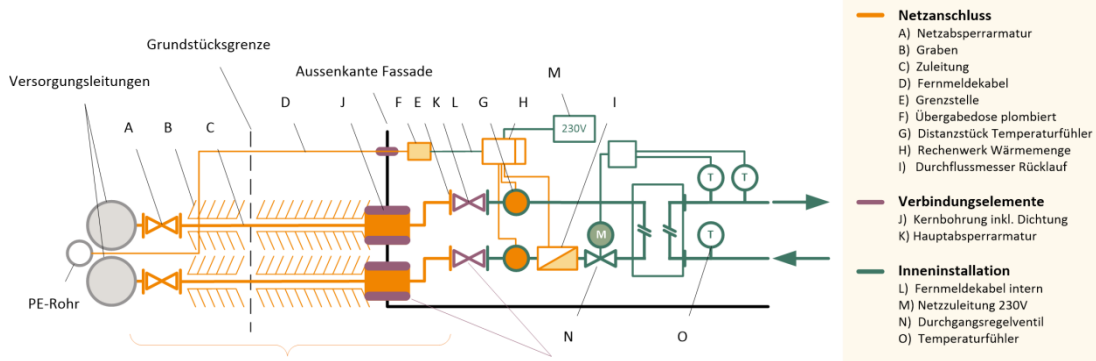 Grundstücksgrenze
Versorgungsleitungen
Aussenkante Fassade
M
A B C D J F E K L G H I
230V
T T
M
T
PE-Rohr
N O
Netzanschluss
A) Netzabsperrarmatur
B) Graben
C) Zuleitung
D) Fernmeldekabel
E) Grenzstelle
F) Übergabedose plombiert
G) Distanzstück Temperaturfühler
H) Rechenwerk Wärmemenge
I) Durchflussmesser Rücklauf
Verbindungselemente
J) Kernbohrung inkl. Dichtung
K) Hauptabsperrarmatur
Inneninstallation
L) Fernmeldekabel intern
M) Netzzuleitung 230V
N) Durchgangsregelventil
O) Temperaturfühler